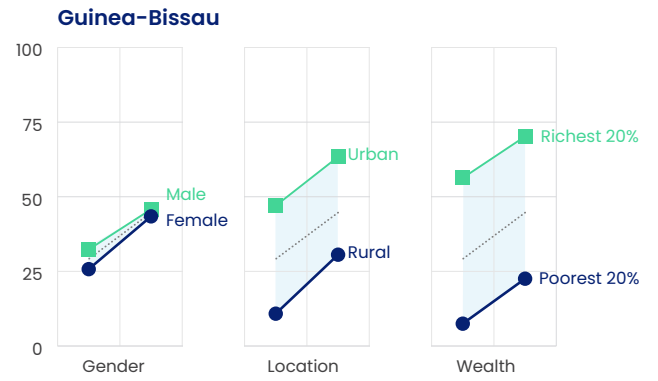 Guinea-Bissau
100
75
50
25
0
Male
Female
Urban
Rural
Richest 20%
Poorest 20%
Gender
Location
Wealth